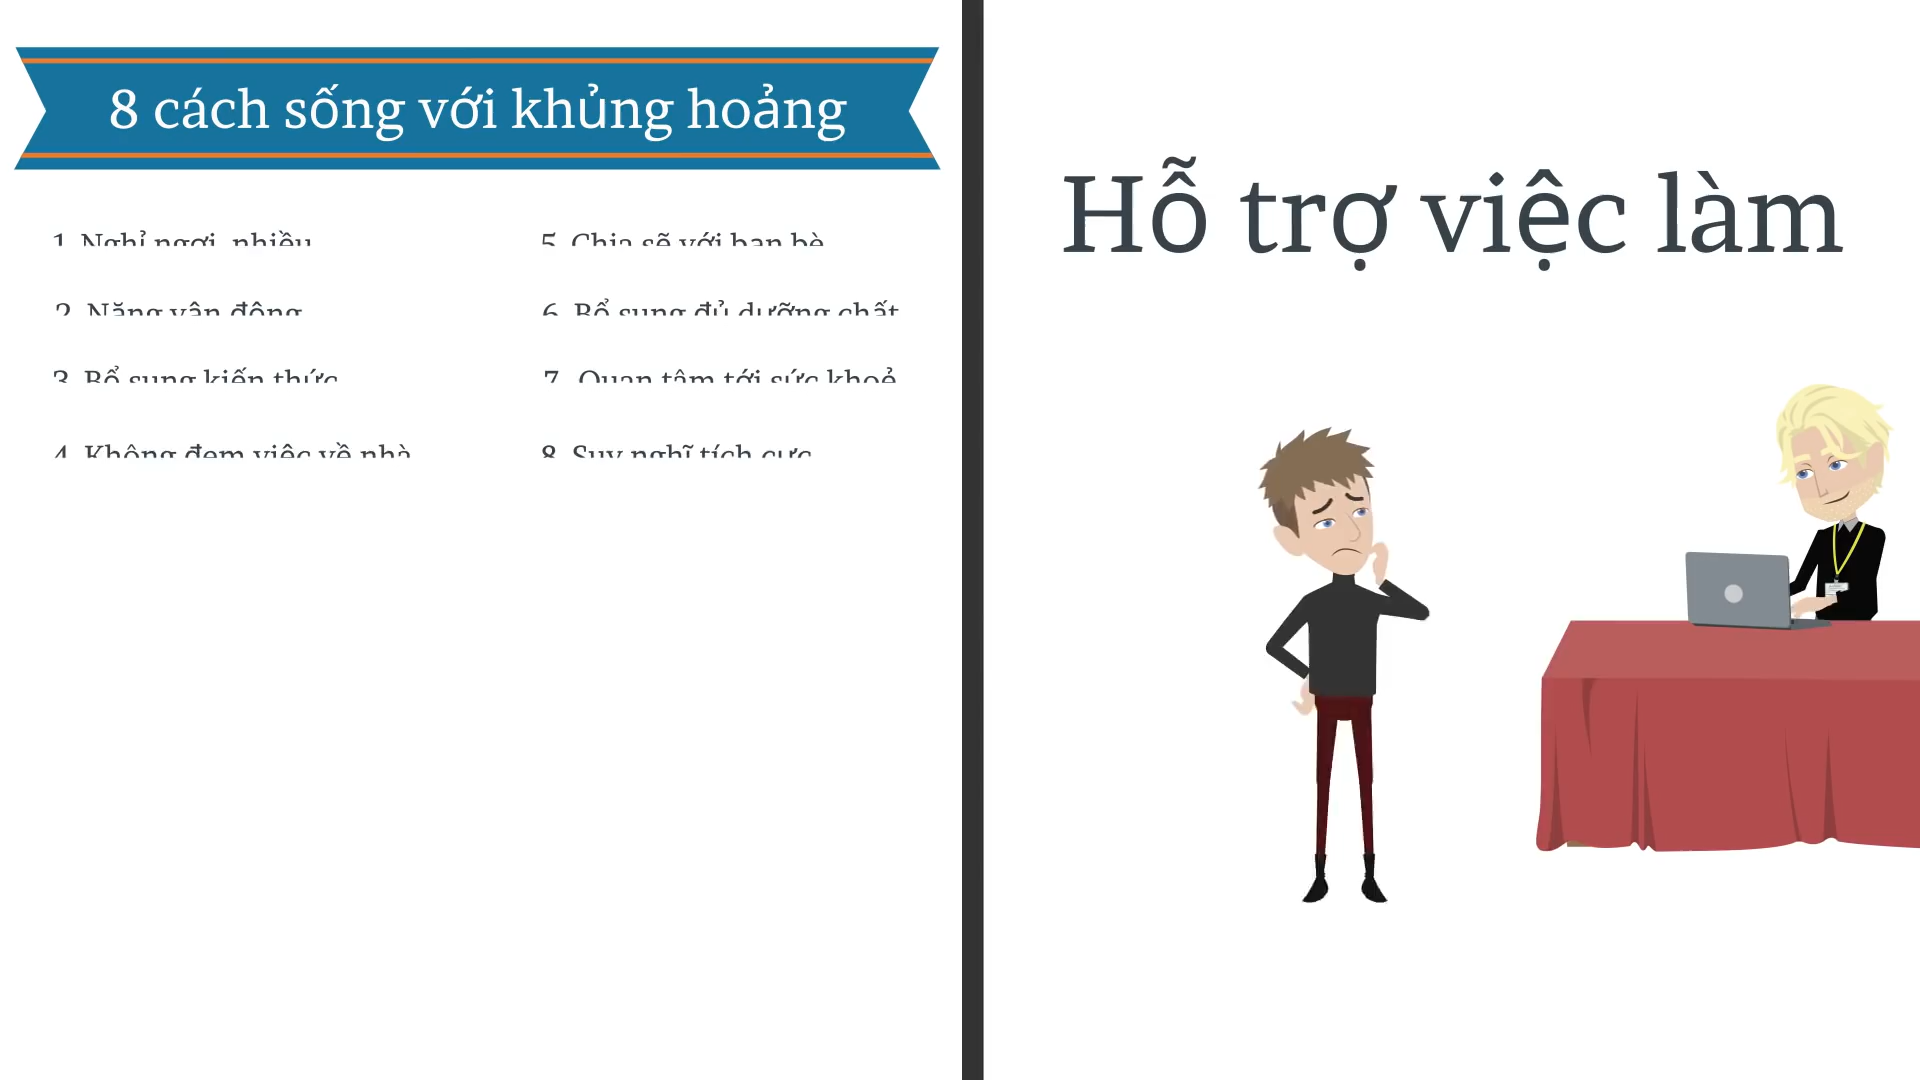 8 cách sống với khủng hoảng
1. Nghỉ ngơi nhiều
2. Năng vận động
3. Bổ sung kiến thức
4. Không đem việc về nhà
5. Chia sẽ với bạn bè
6. Bổ sung đủ dưỡng chất
7. Quan tâm tới sức khoẻ
8. Suy nghĩ tích cực
Hỗ trợ việc làm